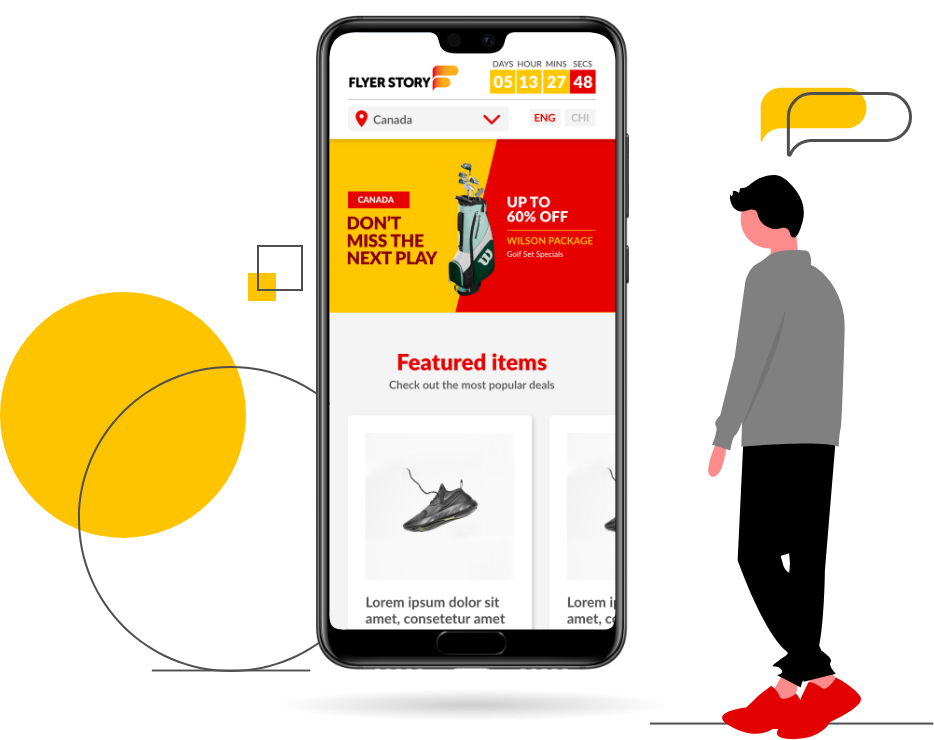 FLYER STORY
DAYS HOUR MINS SECS
05 13 27 48
Canada
ENG CHI
CANADA
DON'T
MISS THE
NEXT PLAY
UP TO
60% OFF
WILSON PACKAGE
Golf Set Specials
W
Featured items
Check out the most popular deals
Lorem ipsum dolor sit
amet, consetetur amet
Lorem ip
amet, co